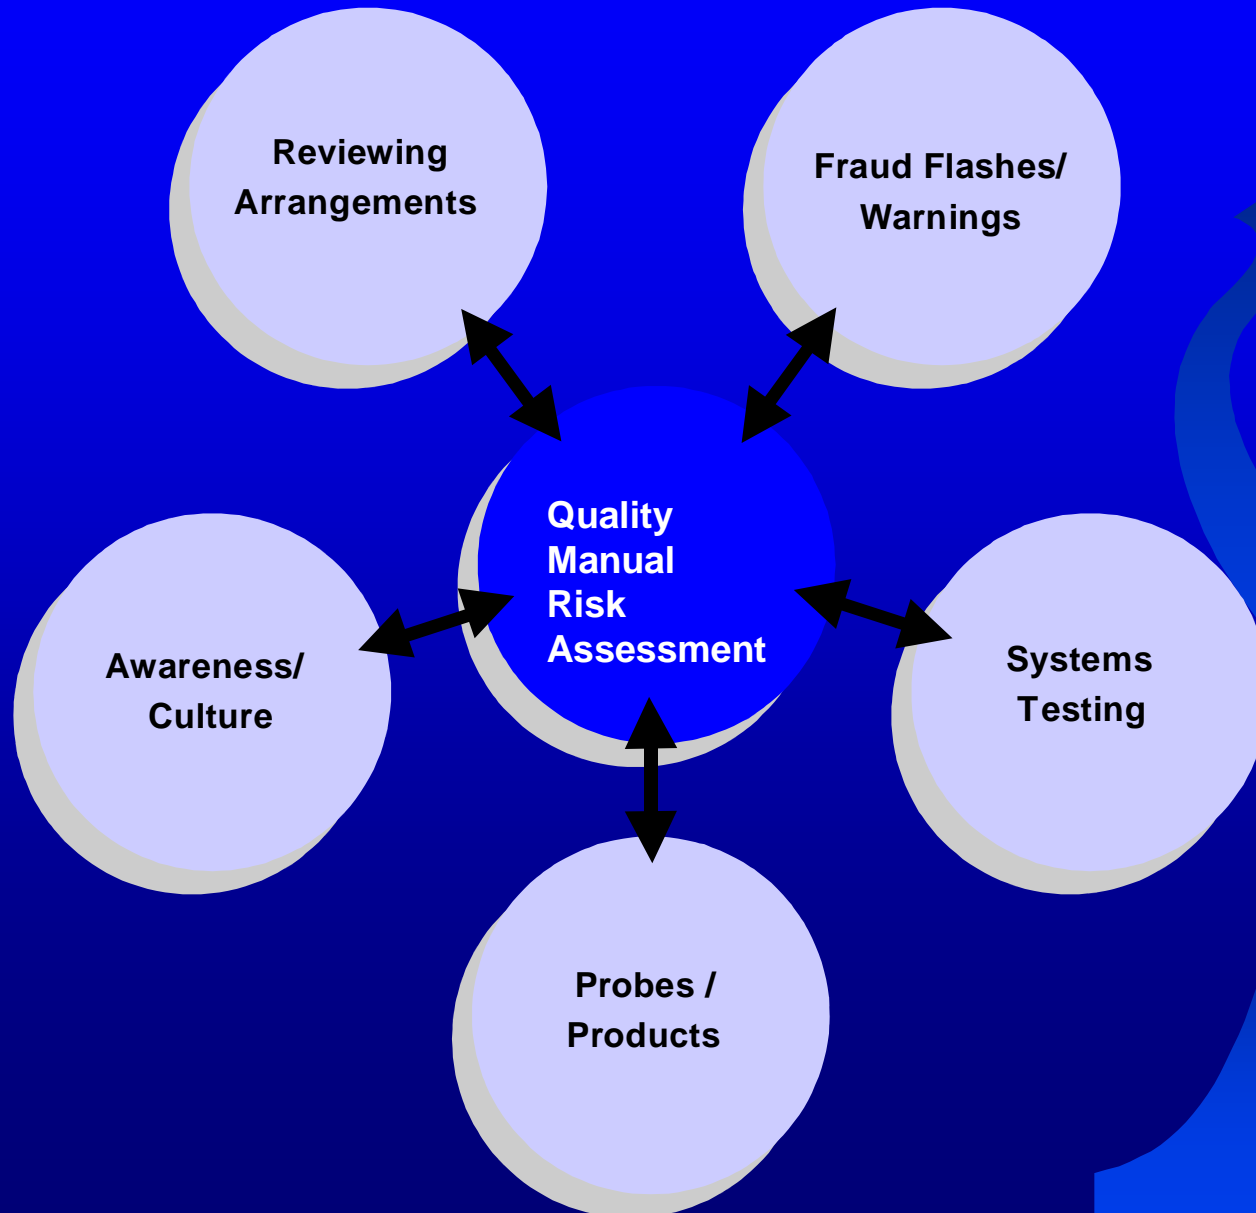 Reviewing
Arrangements
Fraud Flashes/
Warnings
Quality
Manual
Risk
Assessment
Awareness/
Culture
Systems
Testing
Probes /
Products